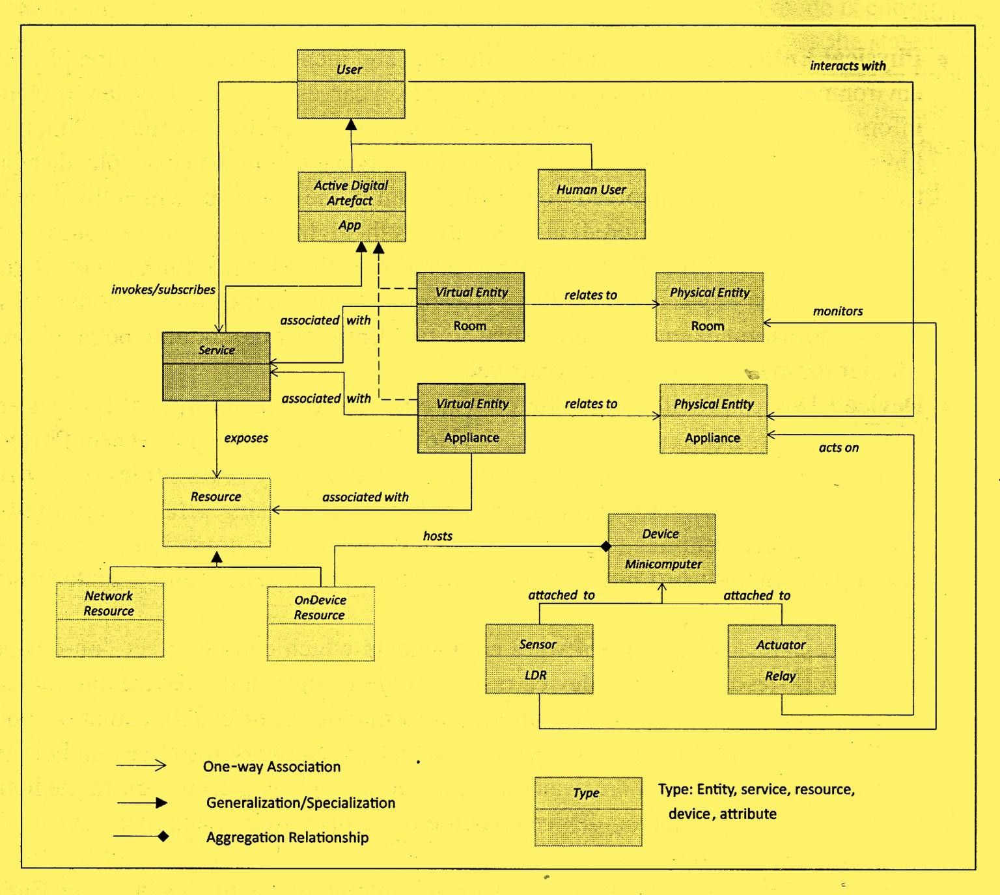 User
interacts with
Active Digital
Artefact
App
Human User
invokes/subscribes
Virtual Entity
Room
relates to
Physical Entity
Room
monitors
associated with
Service
associated with
Virtual Entity
Appliance
relates to
Physical Entity
Appliance
acts on
exposes
Resource
associated with
hosts
Device
Minicomputer
attached to
attached to
Network
Resource
OnDevice
Resource
Sensor
LDR
Actuator
Relay
One-way Association
Generalization/Specialization
Aggregation Relationship
Type
Type: Entity, service, resource,
device, attribute